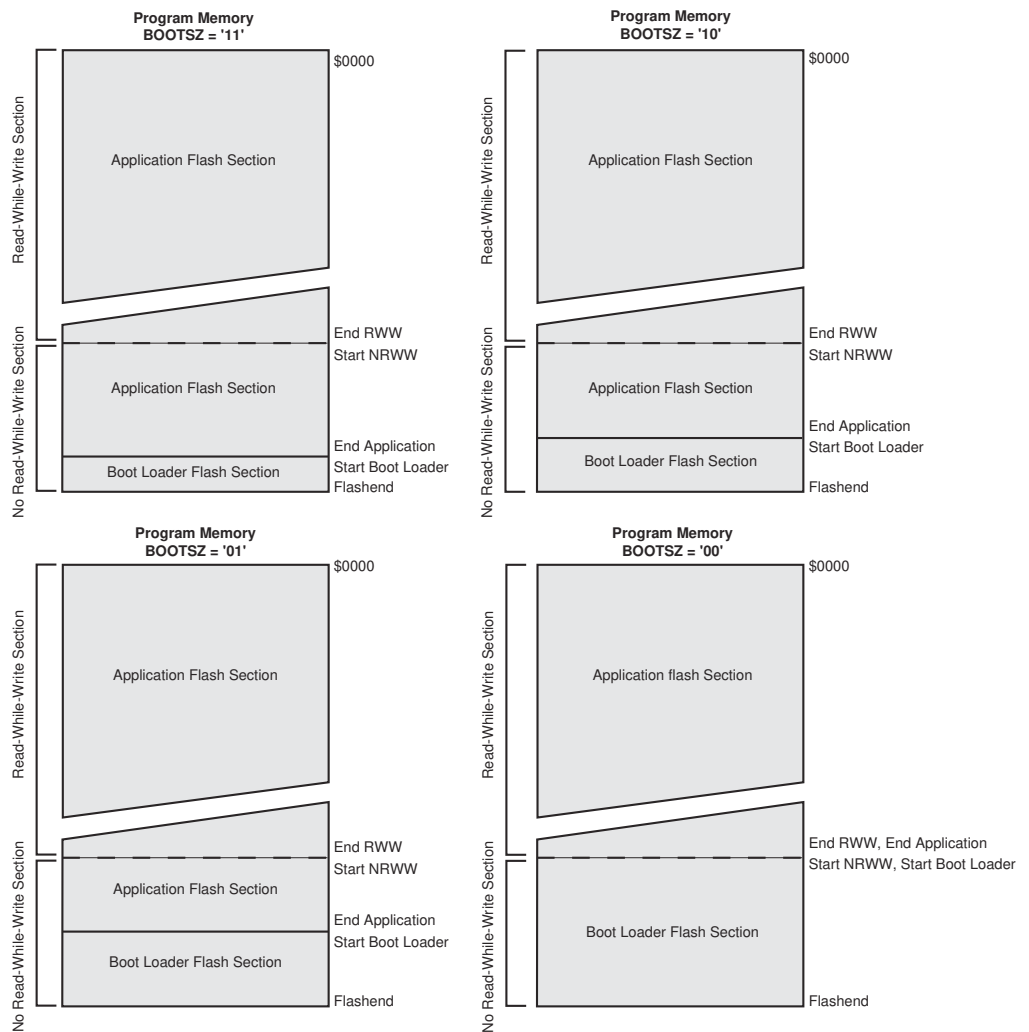 Program Memory
BOOTSZ = '11'
$0000
Read-While-Write Section
Application Flash Section
End RWW
Start NRWW
No Read-While-Write Section
Application Flash Section
End Application
Start Boot Loader
Boot Loader Flash Section
Flashend
Program Memory
BOOTSZ = '10'
$0000
Read-While-Write Section
Application Flash Section
End RWW
Start NRWW
No Read-While-Write Section
Application Flash Section
End Application
Start Boot Loader
Boot Loader Flash Section
Flashend
Program Memory
BOOTSZ = '01'
$0000
Read-While-Write Section
Application Flash Section
End RWW
Start NRWW
No Read-While-Write Section
Application Flash Section
End Application
Start Boot Loader
Boot Loader Flash Section
Flashend
Program Memory
BOOTSZ = '00'
$0000
Read-While-Write Section
Application flash Section
End RWW, End Application
Start NRWW, Start Boot Loader
No Read-While-Write Section
Boot Loader Flash Section
Flashend